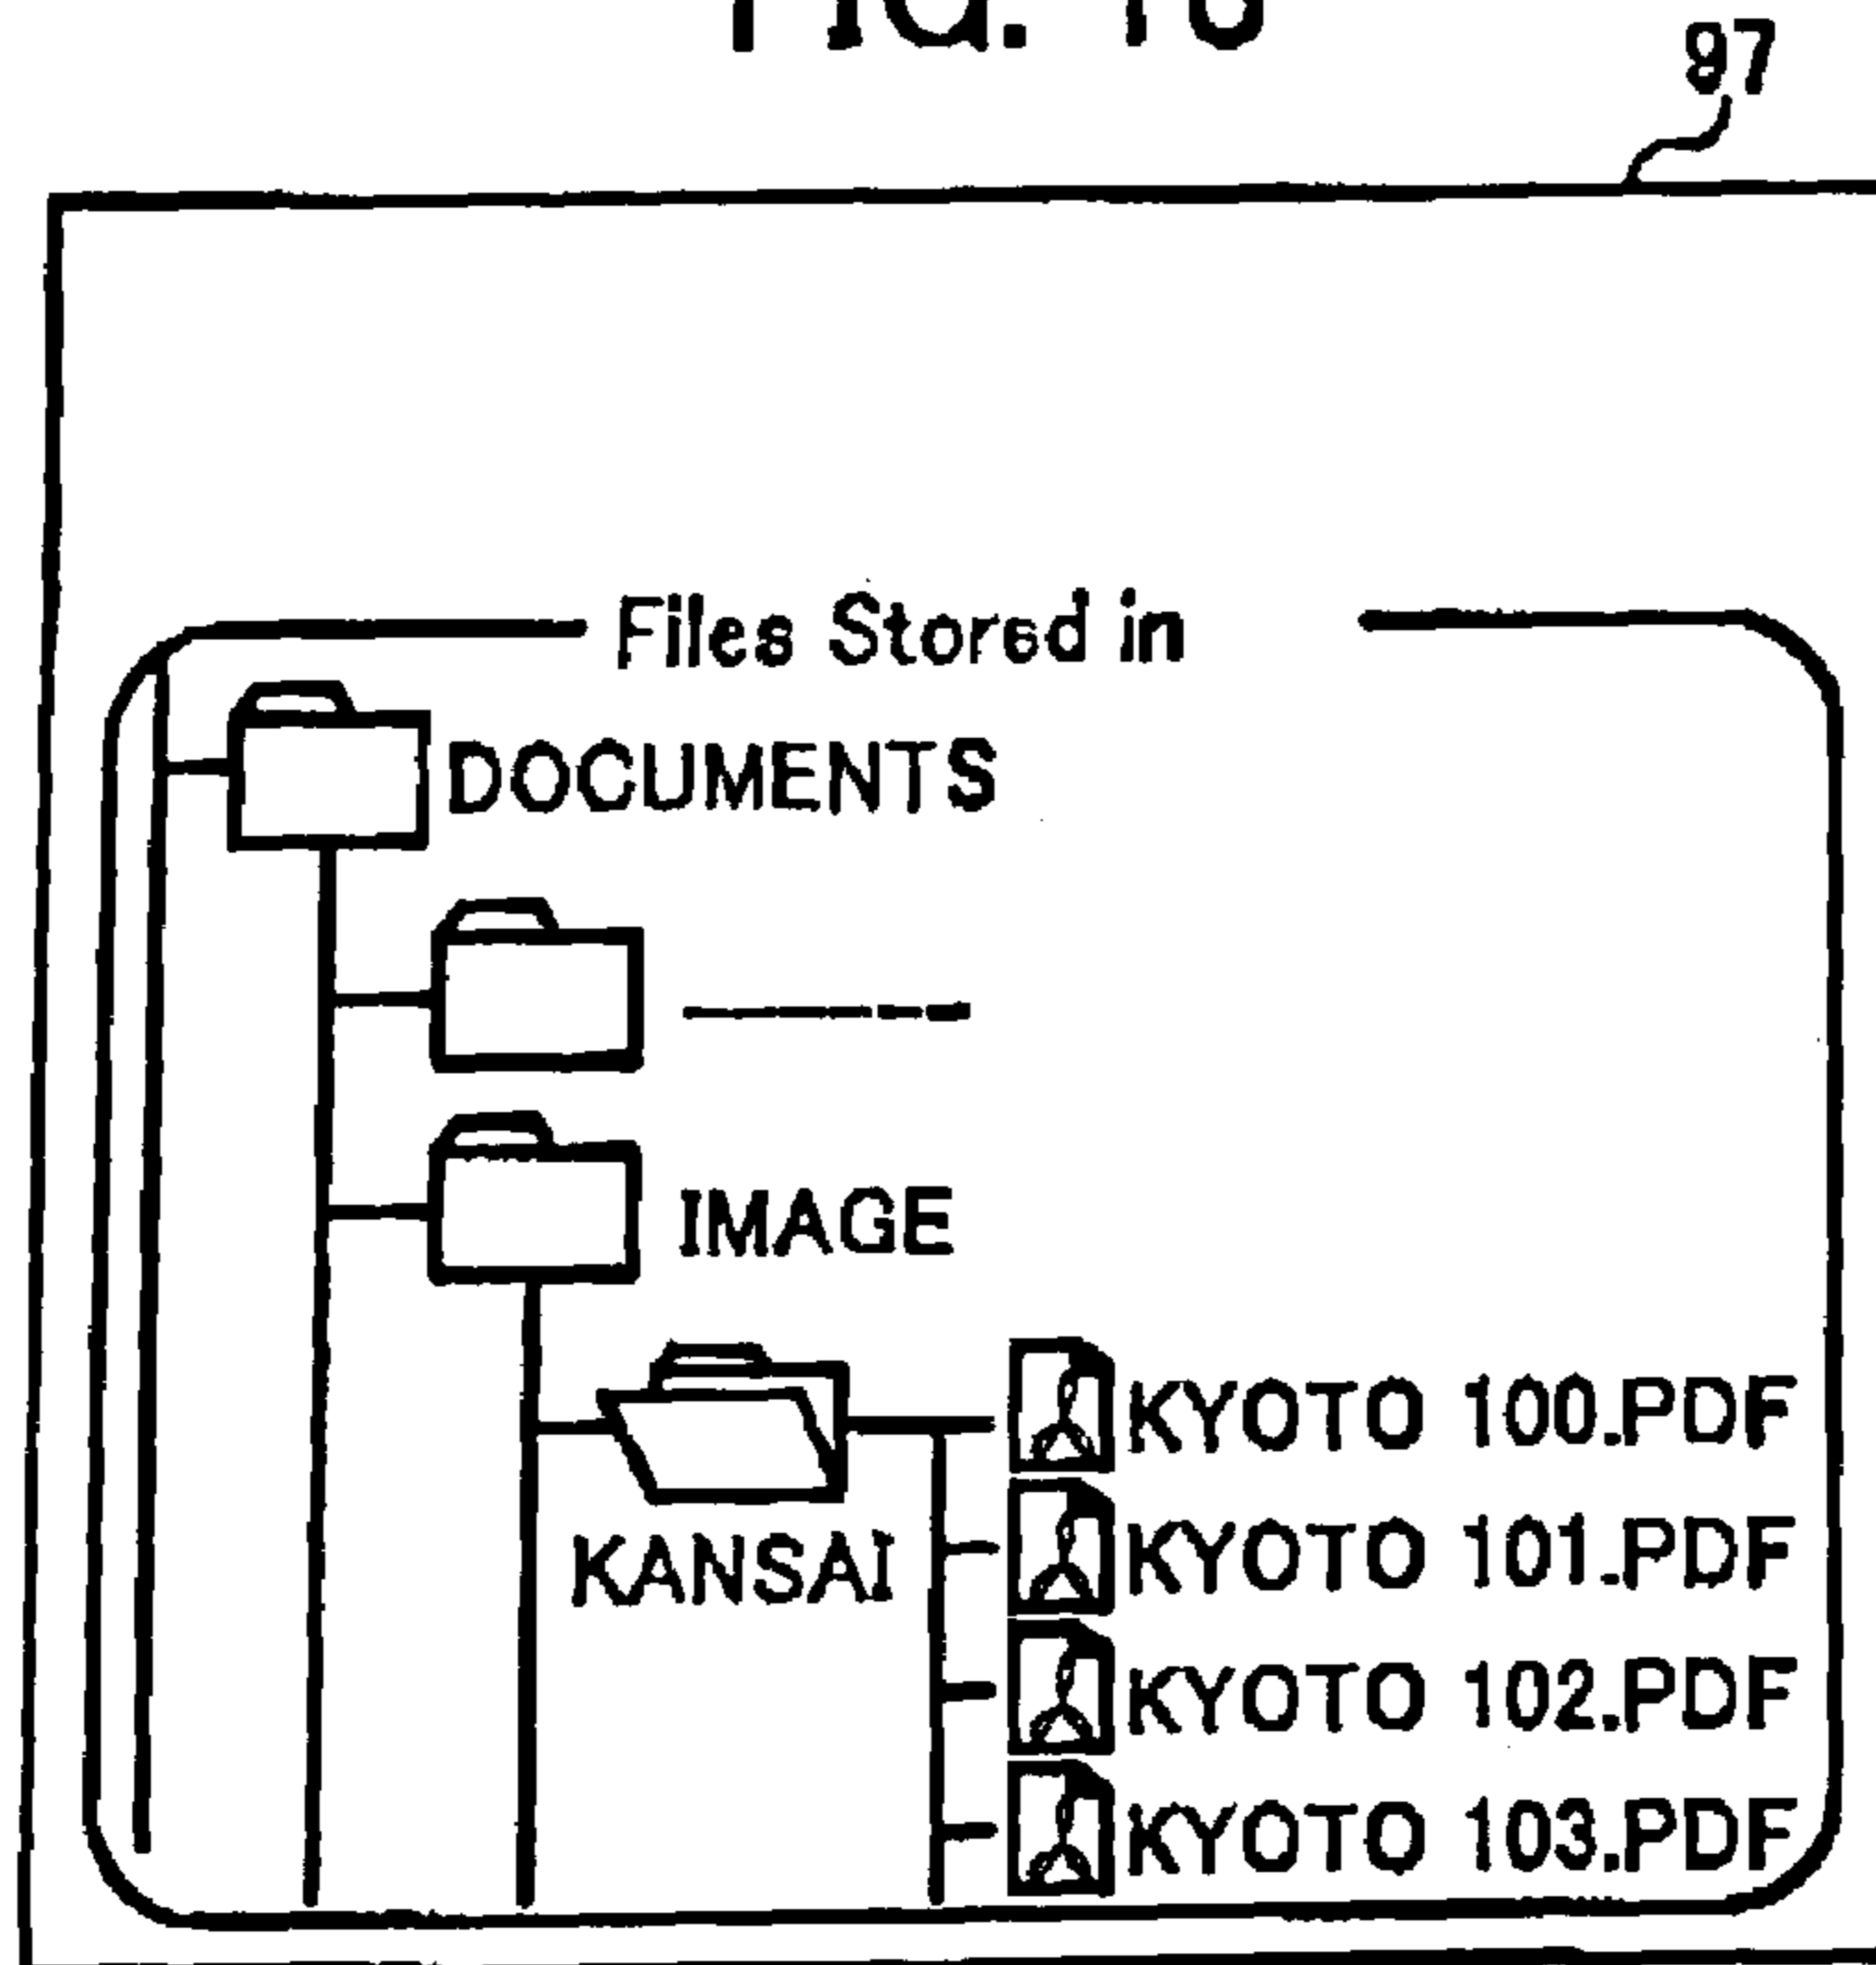 97
Files Stored in
DOCUMENTS
IMAGE
KANSAI
KYOTO 100.PDF
KYOTO 101.PDF
KYOTO 102.PDF
KYOTO 103.PDF